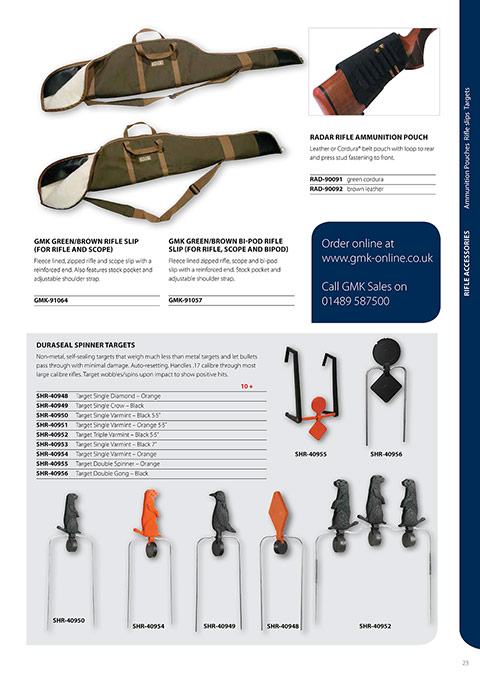 RADAR RIFLE AMMUNITION POUCH
Leather or Cordura® belt pouch with loop to rear
and press stud fastening to front.
RAD-90091 green cordura
RAD-90092 brown leather
GMK GREEN/BROWN RIFLE SLIP
(FOR RIFLE AND SCOPE)
Fleece lined, zipped rifle and scope slip with a
reinforced end. Also features stock pocket and
adjustable shoulder strap.
GMK-91064
GMK GREEN/BROWN BI-POD RIFLE
SLIP (FOR RIFLE, SCOPE AND BIPOD)
Fleece lined zipped rifle, scope and bi-pod
slip with a reinforced end. Stock pocket and
adjustable shoulder strap.
GMK-91057
Order online at
www.gmk-online.co.uk
Call GMK Sales on
01489 587500
Ammunition Pouches Rifle slips Targets
RIFLE ACCESSORIES
DURASEAL SPINNER TARGETS
Non-metal, self-sealing targets that weigh much less than metal targets and let bullets
pass through with minimal damage. Auto-resetting. Handles .17 calibre through most
large calibre rifles. Target wobbles/spins upon impact to show positive hits.
10 +
SHR-40948 Target Single Diamond – Orange
SHR-40949 Target Single Crow – Black
SHR-40950 Target Single Varmint – Black 5.5"
SHR-40951 Target Single Varmint – Orange 5.5"
SHR-40952 Target Triple Varmint – Black 5.5"
SHR-40953 Target Single Varmint – Black 7"
SHR-40954 Target Single Varmint – Orange
SHR-40955 Target Double Spinner – Orange
SHR-40956 Target Double Gong – Black
SHR-40955
SHR-40956
SHR-40950
SHR-40954
SHR-40949
SHR-40948
SHR-40952
23